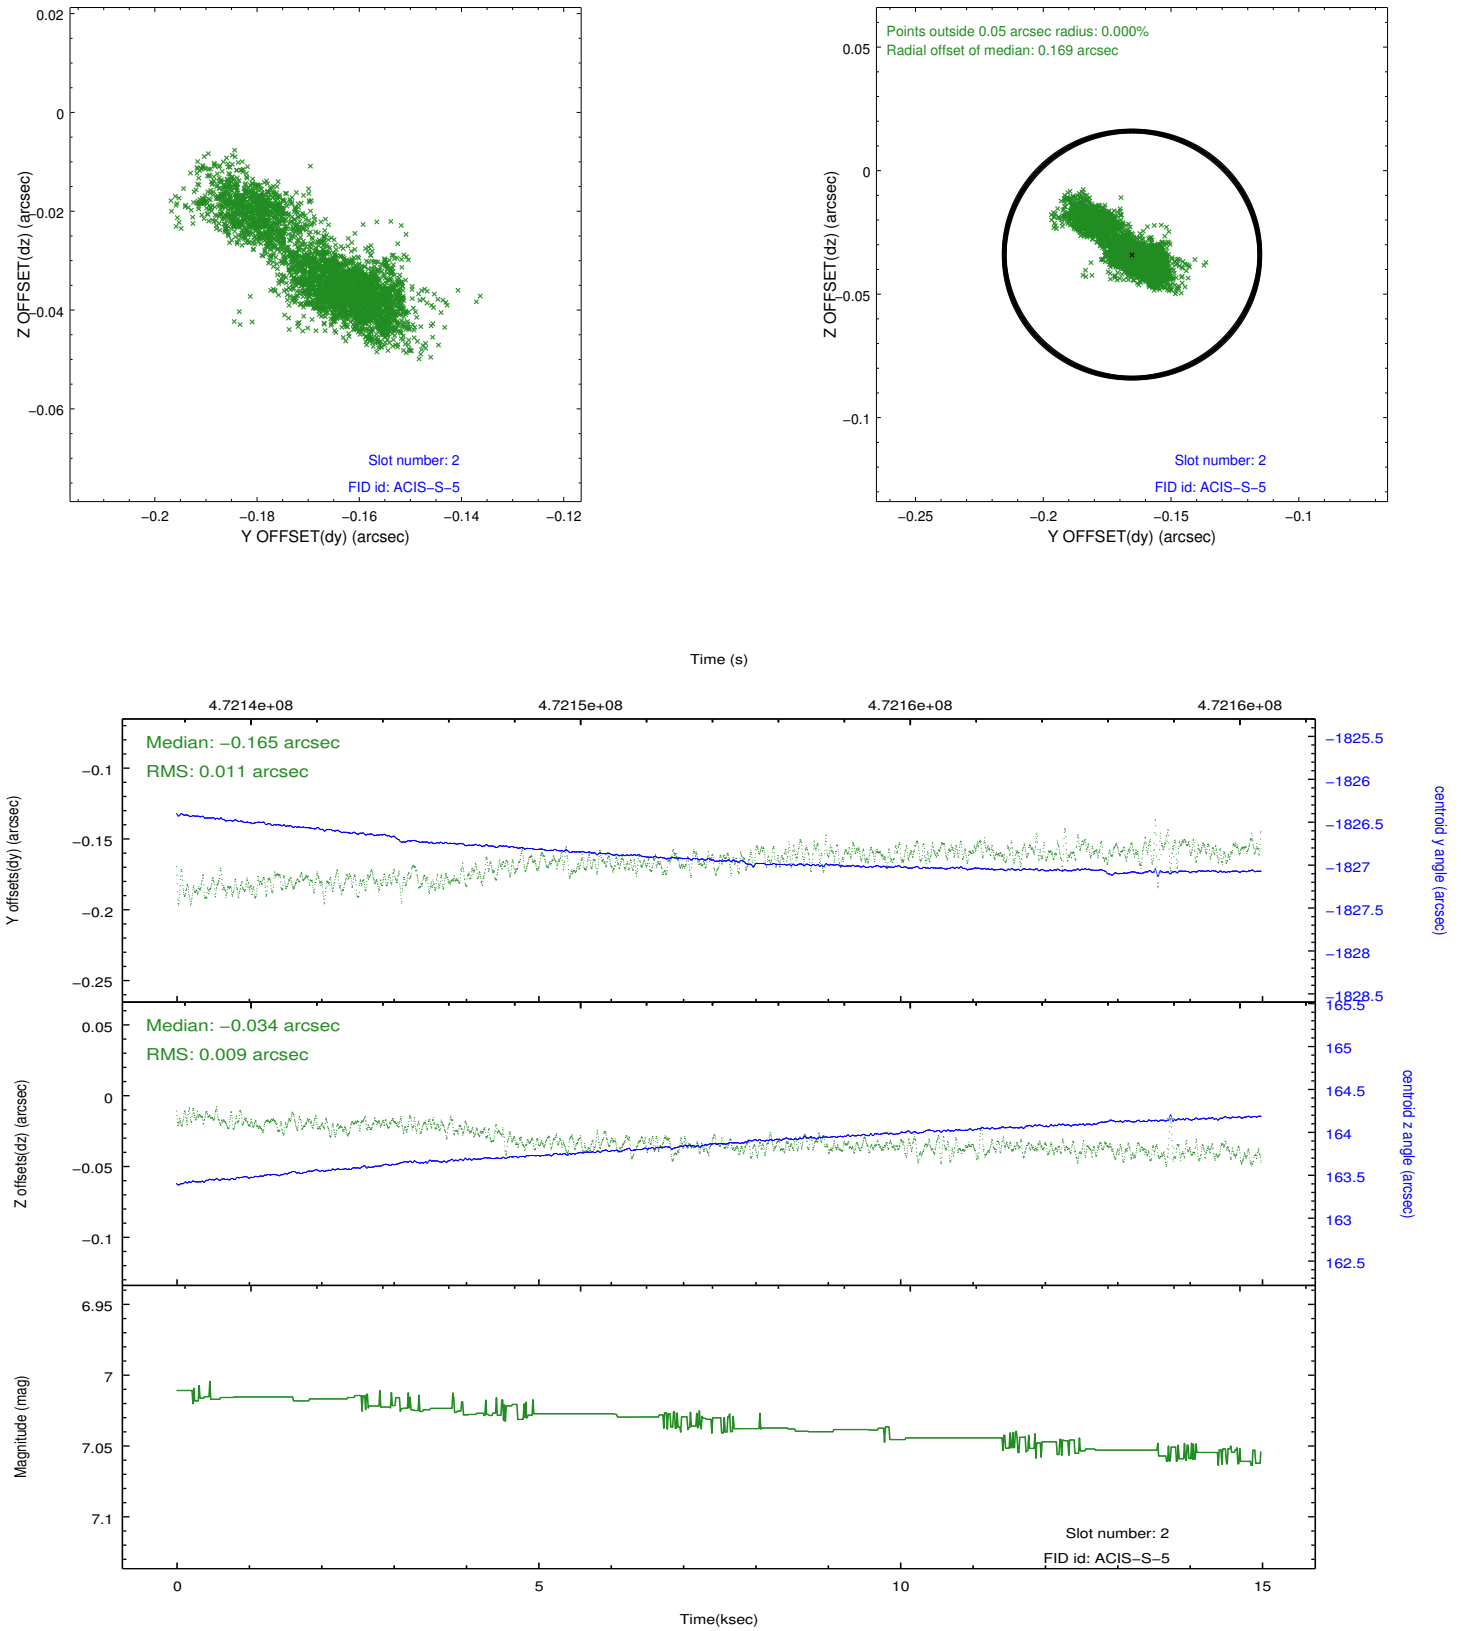 0.02
0
−0.02
−0.04
−0.06
Z OFFSET(dz) (arcsec)
−0.2
−0.18
−0.16
−0.14
−0.12
Y OFFSET(dy) (arcsec)
Slot number: 2
FID id: ACIS−S−5
Points outside 0.05 arcsec radius: 0.000%
Radial offset of median: 0.169 arcsec
0.05
0
−0.05
−0.1
Z OFFSET(dz) (arcsec)
Slot number: 2
FID id: ACIS−S−5
−0.25
−0.2
−0.15
−0.1
Y OFFSET(dy) (arcsec)
Time (s)
4.7214e+08
4.7215e+08
4.7216e+08
4.7216e+08
Median: −0.165 arcsec
RMS: 0.011 arcsec
−0.1
−0.15
−0.2
−0.25
Y offsets(dy) (arcsec)
−1825.5
−1826
−1826.5
−1827
−1827.5
−1828
−1828.5
centroid y angle (arcsec)
Median: −0.034 arcsec
RMS: 0.009 arcsec
0.05
0
−0.05
−0.1
Z offsets(dz) (arcsec)
165.5
165
164.5
164
163.5
163
162.5
centroid z angle (arcsec)
6.95
7
7.05
7.1
Magnitude (mag)
Slot number: 2
FID id: ACIS−S−5
0
5
10
15
Time(ksec)